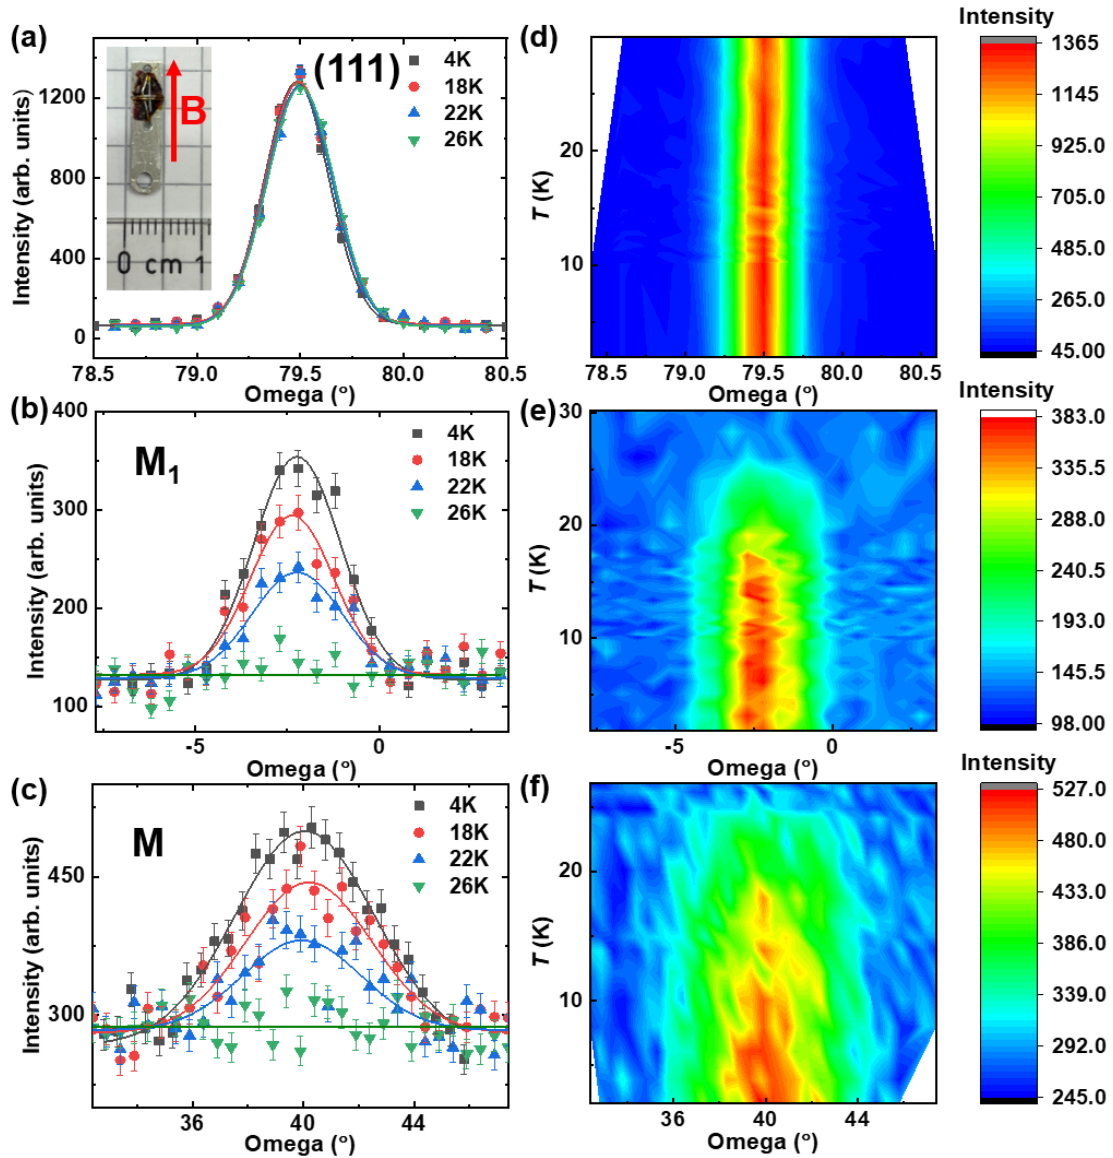 (a)
(111)
4K
18K
22K
26K
B
0 cm 1
Intensity (arb. units)
1200
800
400
0
78.5 79.0 79.5 80.0 80.5
Omega (°)
(d)
T (K)
20
10
78.5 79.0 79.5 80.0 80.5
Omega (°)
Intensity
1365
1145
925.0
705.0
485.0
265.0
45.00
(b)
M1
4K
18K
22K
26K
Intensity (arb. units)
400
300
200
100
-5 0
Omega (°)
(e)
T (K)
30
20
10
-5 0
Omega (°)
383.0
335.5
288.0
240.5
193.0
145.5
98.00
(c)
M
4K
18K
22K
26K
Intensity (arb. units)
450
300
36 40 44
Omega (°)
(f)
T (K)
20
10
36 40 44
Omega (°)
Intensity
527.0
480.0
433.0
386.0
339.0
292.0
245.0